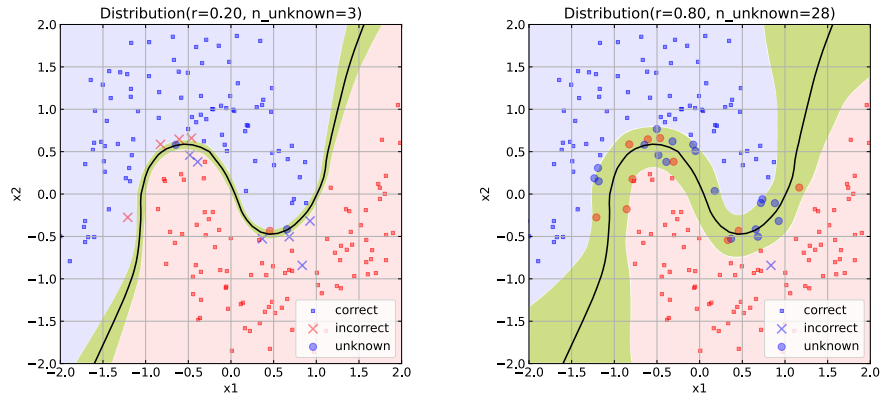 Distribution(r=0.20, n_unknown=3)
2.0
1.5
1.0
0.5
0.0
−0.5
−1.0
−1.5
−2.0
x2
−2.0 −1.5 −1.0 −0.5 0.0 0.5 1.0 1.5 2.0
x1
correct
incorrect
unknown
Distribution(r=0.80, n_unknown=28)
2.0
1.5
1.0
0.5
0.0
−0.5
−1.0
−1.5
−2.0
x2
−2.0 −1.5 −1.0 −0.5 0.0 0.5 1.0 1.5 2.0
x1
correct
incorrect
unknown